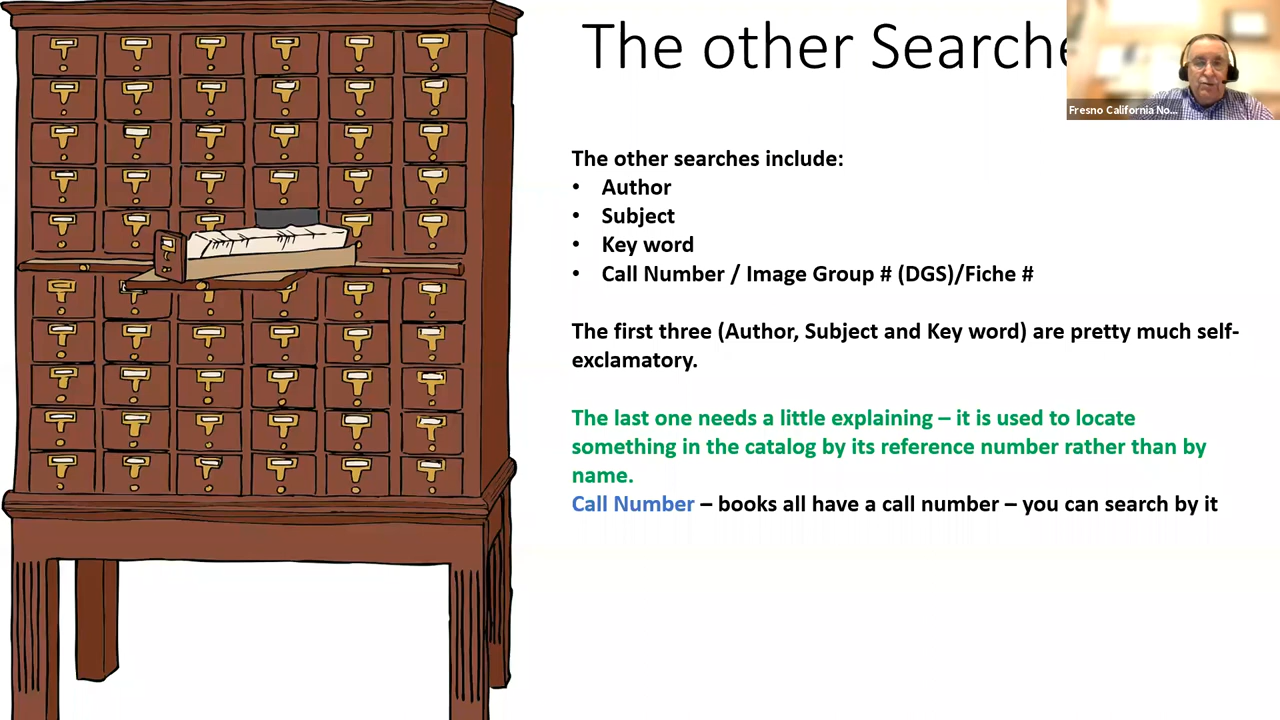 The other Searche
Fresno California No...
The other searches include:
• Author
• Subject
• Key word
• Call Number / Image Group # (DGS)/Fiche #
The first three (Author, Subject and Key word) are pretty much self-
exclamatory.
The last one needs a little explaining – it is used to locate
something in the catalog by its reference number rather than by
name.
Call Number – books all have a call number – you can search by it